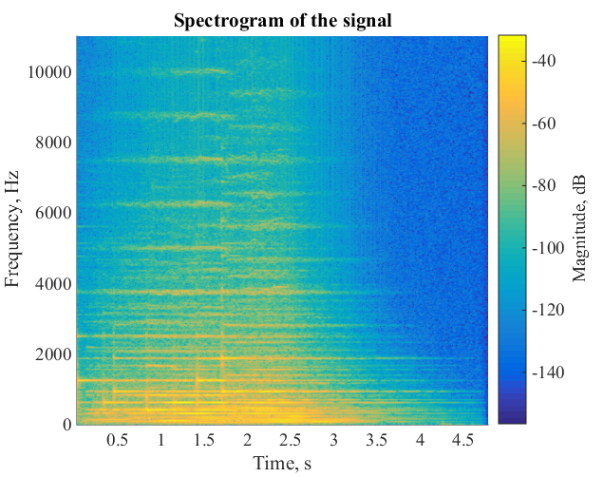 Spectrogram of the signal
10000
8000
6000
4000
2000
0
Frequency, Hz
0.5 1 1.5 2 2.5 3 3.5 4 4.5
Time, s
-40
-60
-80
-100
-120
-140
Magnitude, dB